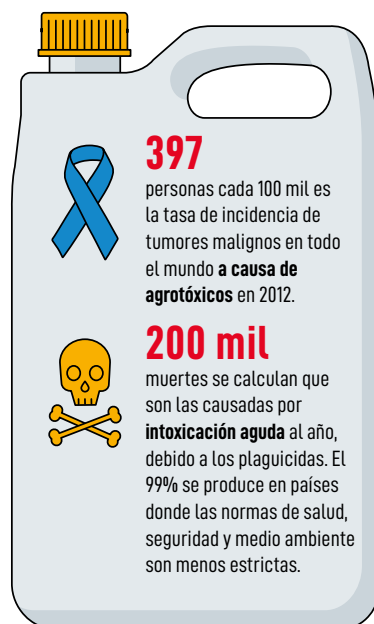 397
personas cada 100 mil es
la tasa de incidencia de
tumores malignos en todo
el mundo a causa de
agrotóxicos en 2012.
200 mil
muertes se calculan que
son las causadas por
intoxicación aguda al año,
debido a los plaguicidas. El
99% se produce en países
donde las normas de salud,
seguridad y medio ambiente
son menos estrictas.